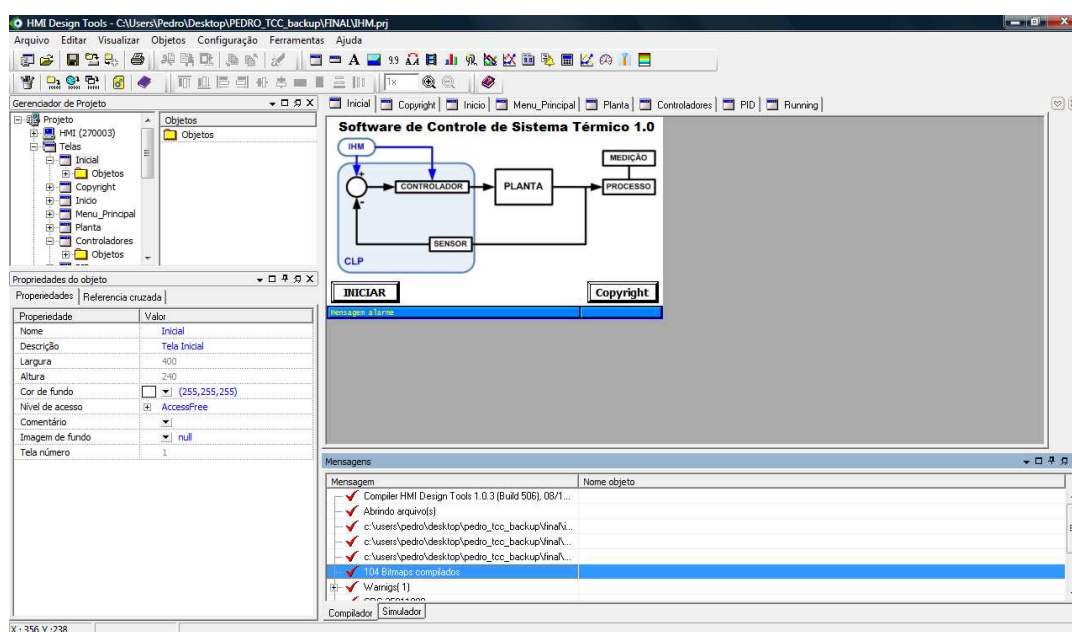 HMI Design Tools - C:\Users\Pedro\Desktop\PEDRO_TCC_backup\FINAL\IHM.prj
Arquivo Editar Visualizar Objetos Configuração Ferramentas Ajuda
A 9.9
1x
Gerenciador de Projeto
Projeto
HMI (270003)
Telas
Inicial
Objetos
Copyright
Inicio
Menu_Principal
Planta
Controladores
Objetos
Objetos
Objetos
Inicial Copyright Inicio Menu_Principal Planta Controladores PID Running
Software de Controle de Sistema Térmico 1.0
IHM
MEDIÇÃO
+
CONTROLADOR
PLANTA
PROCESSO
-
SENSOR
CLP
INICIAR
Copyright
Mensagem alarme
Propriedades do objeto
Properiedades Referencia cruzada
Properiedade Valor
Nome Inicial
Descrição Tela Inicial
Largura 400
Altura 240
Cor de fundo (255,255,255)
Nível de acesso AccessFree
Comentário
Imagem de fundo null
Tela número 1
Mensagens
Mensagem Nome objeto
Compiler HMI Design Tools 1.0.3 (Build 506), 08/1...
Abrindo arquivo(s)
c:\users\pedro\desktop\pedro_tcc_backup\final\i...
c:\users\pedro\desktop\pedro_tcc_backup\final\...
c:\users\pedro\desktop\pedro_tcc_backup\final\...
104 Bitmaps compilados
Warnigs( 1)
Compilador Simulador
X : 356 Y :238